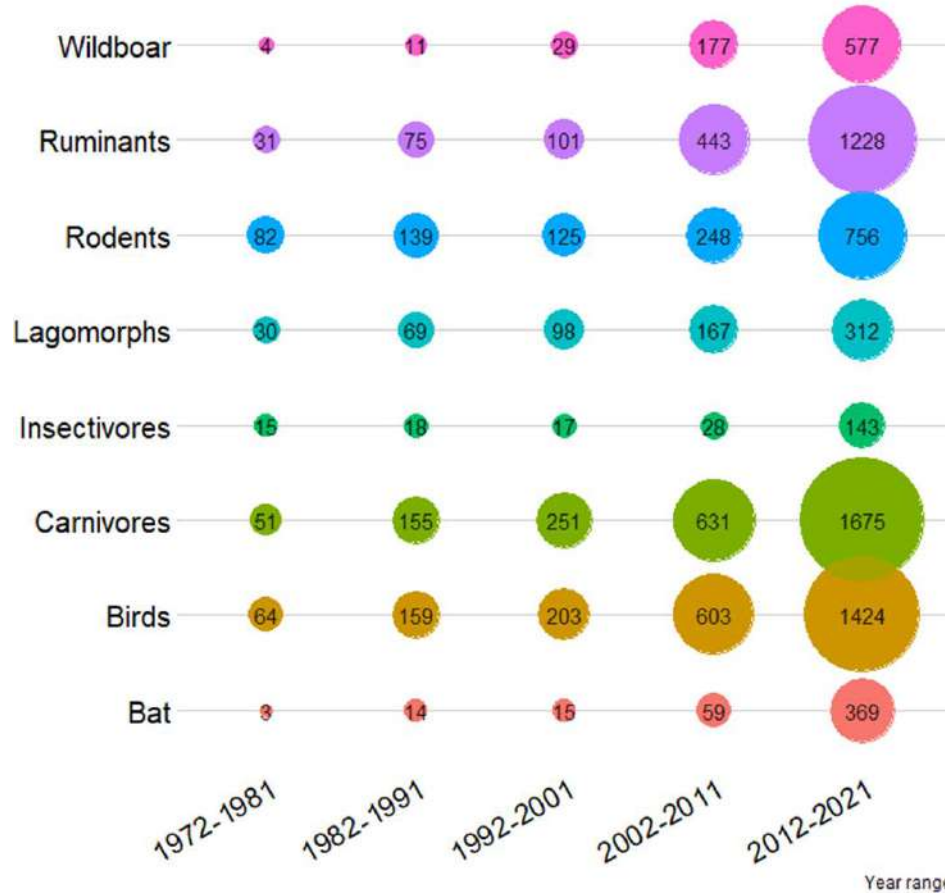 Wildboar 4 11 29 177 577
Ruminants 31 75 101 443 1228
Rodents 82 139 125 248 756
Lagomorphs 30 69 98 167 312
Insectivores 15 18 17 28 143
Carnivores 51 155 251 631 1675
Birds 64 159 203 603 1424
Bat 3 14 15 59 369
1972-1981 1982-1991 1992-2001 2002-2011 2012-2021
Year range